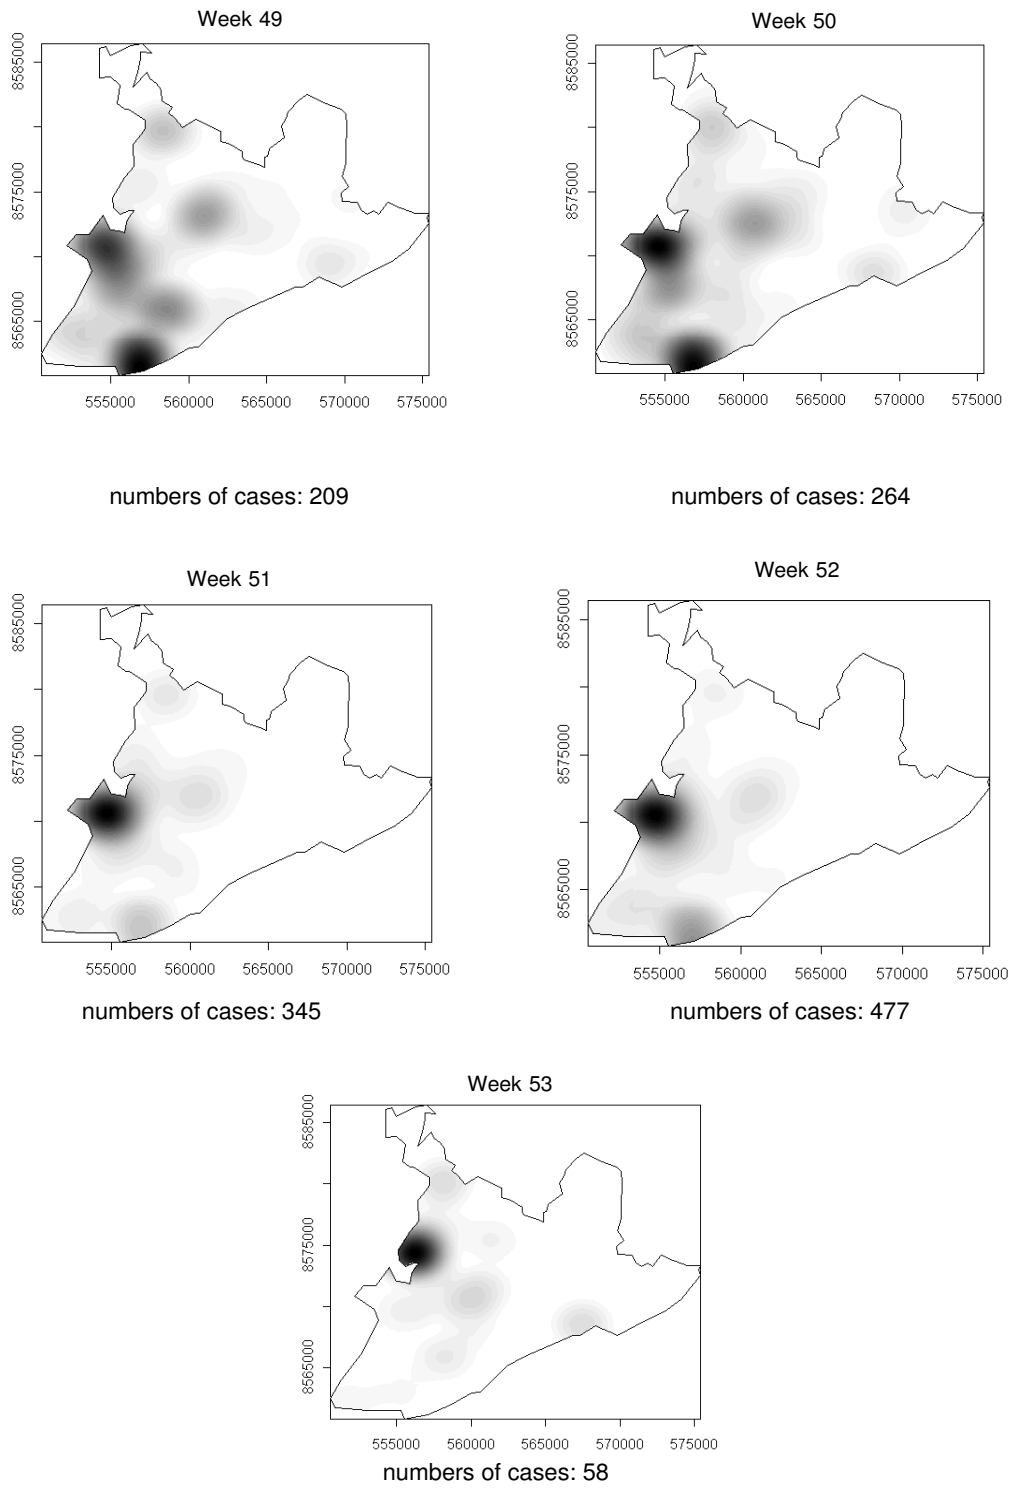 Week 49
8585000
8575000
8565000
555000 560000 565000 570000 575000
numbers of cases: 209
Week 50
8585000
8575000
8565000
555000 560000 565000 570000 575000
numbers of cases: 264
Week 51
8585000
8575000
8565000
555000 560000 565000 570000 575000
numbers of cases: 345
Week 52
8585000
8575000
8565000
555000 560000 565000 570000 575000
numbers of cases: 477
Week 53
8585000
8575000
8565000
555000 560000 565000 570000 575000
numbers of cases: 58